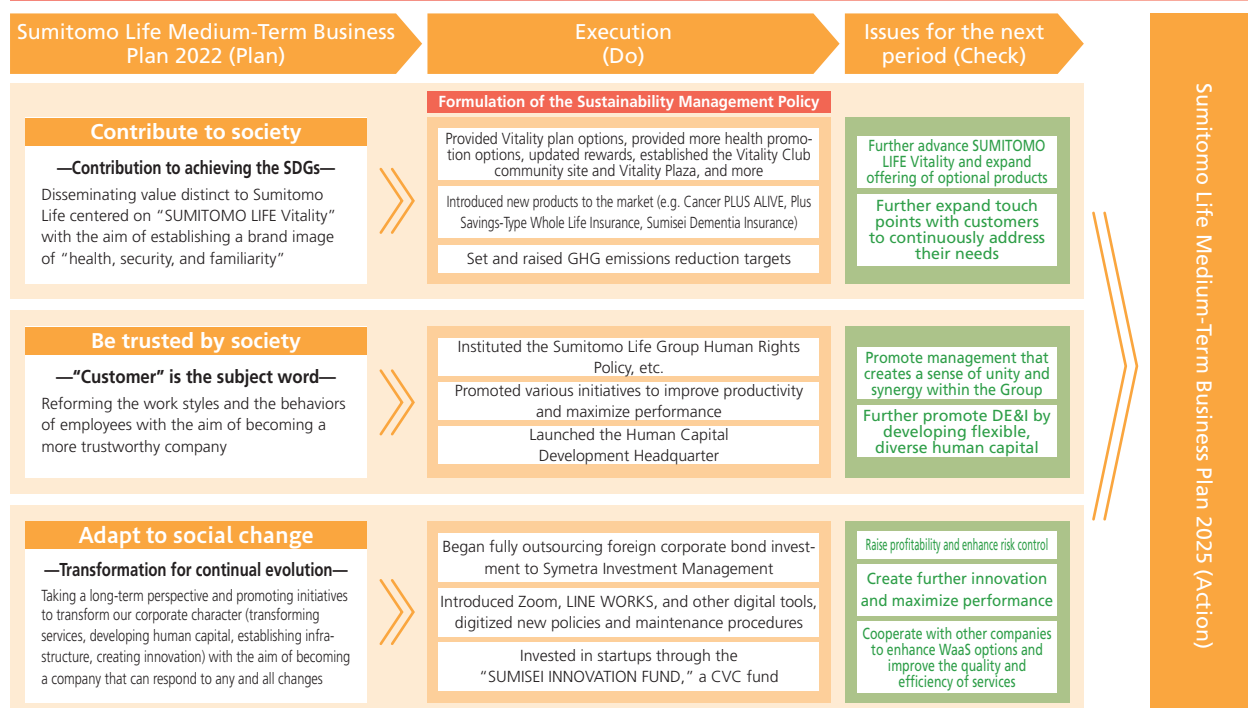 Sumitomo Life Medium-Term Business
Plan 2022 (Plan)
Execution
(Do)
Issues for the next
period (Check)
Formulation of the Sustainability Management Policy
Contribute to society
—Contribution to achieving the SDGs—
Disseminating value distinct to Sumitomo
Life centered on “SUMITOMO LIFE Vitality”
with the aim of establishing a brand image
of “health, security, and familiarity”
Provided Vitality plan options, provided more health promo-
tion options, updated rewards, established the Vitality Club
community site and Vitality Plaza, and more
Introduced new products to the market (e.g. Cancer PLUS ALIVE, Plus
Savings-Type Whole Life Insurance, Sumisei Dementia Insurance)
Set and raised GHG emissions reduction targets
Further advance SUMITOMO
LIFE Vitality and expand
offering of optional products
Further expand touch
points with customers
to continuously address
their needs
Be trusted by society
—“Customer” is the subject word—
Reforming the work styles and the behaviors
of employees with the aim of becoming a
more trustworthy company
Instituted the Sumitomo Life Group Human Rights
Policy, etc.
Promoted various initiatives to improve productivity
and maximize performance
Launched the Human Capital
Development Headquarter
Promote management that
creates a sense of unity and
synergy within the Group
Further promote DE&I by
developing flexible,
diverse human capital
Adapt to social change
—Transformation for continual evolution—
Taking a long-term perspective and promoting initiatives
to transform our corporate character (transforming
services, developing human capital, establishing infra-
structure, creating innovation) with the aim of becoming
a company that can respond to any and all changes
Began fully outsourcing foreign corporate bond invest-
ment to Symetra Investment Management
Introduced Zoom, LINE WORKS, and other digital tools,
digitized new policies and maintenance procedures
Invested in startups through the
“SUMISEI INNOVATION FUND,” a CVC fund
Raise profitability and enhance risk control
Create further innovation
and maximize performance
Cooperate with other companies
to enhance WaaS options and
improve the quality and
efficiency of services
Sumitomo Life Medium-Term Business Plan 2025 (Action)